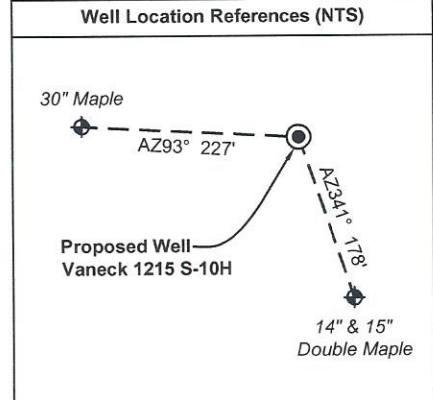 Well Location References (NTS)
30" Maple
AZ93° 227'
AZ341° 178'
Proposed Well
Vaneck 1215 S-10H
14" & 15"
Double Maple